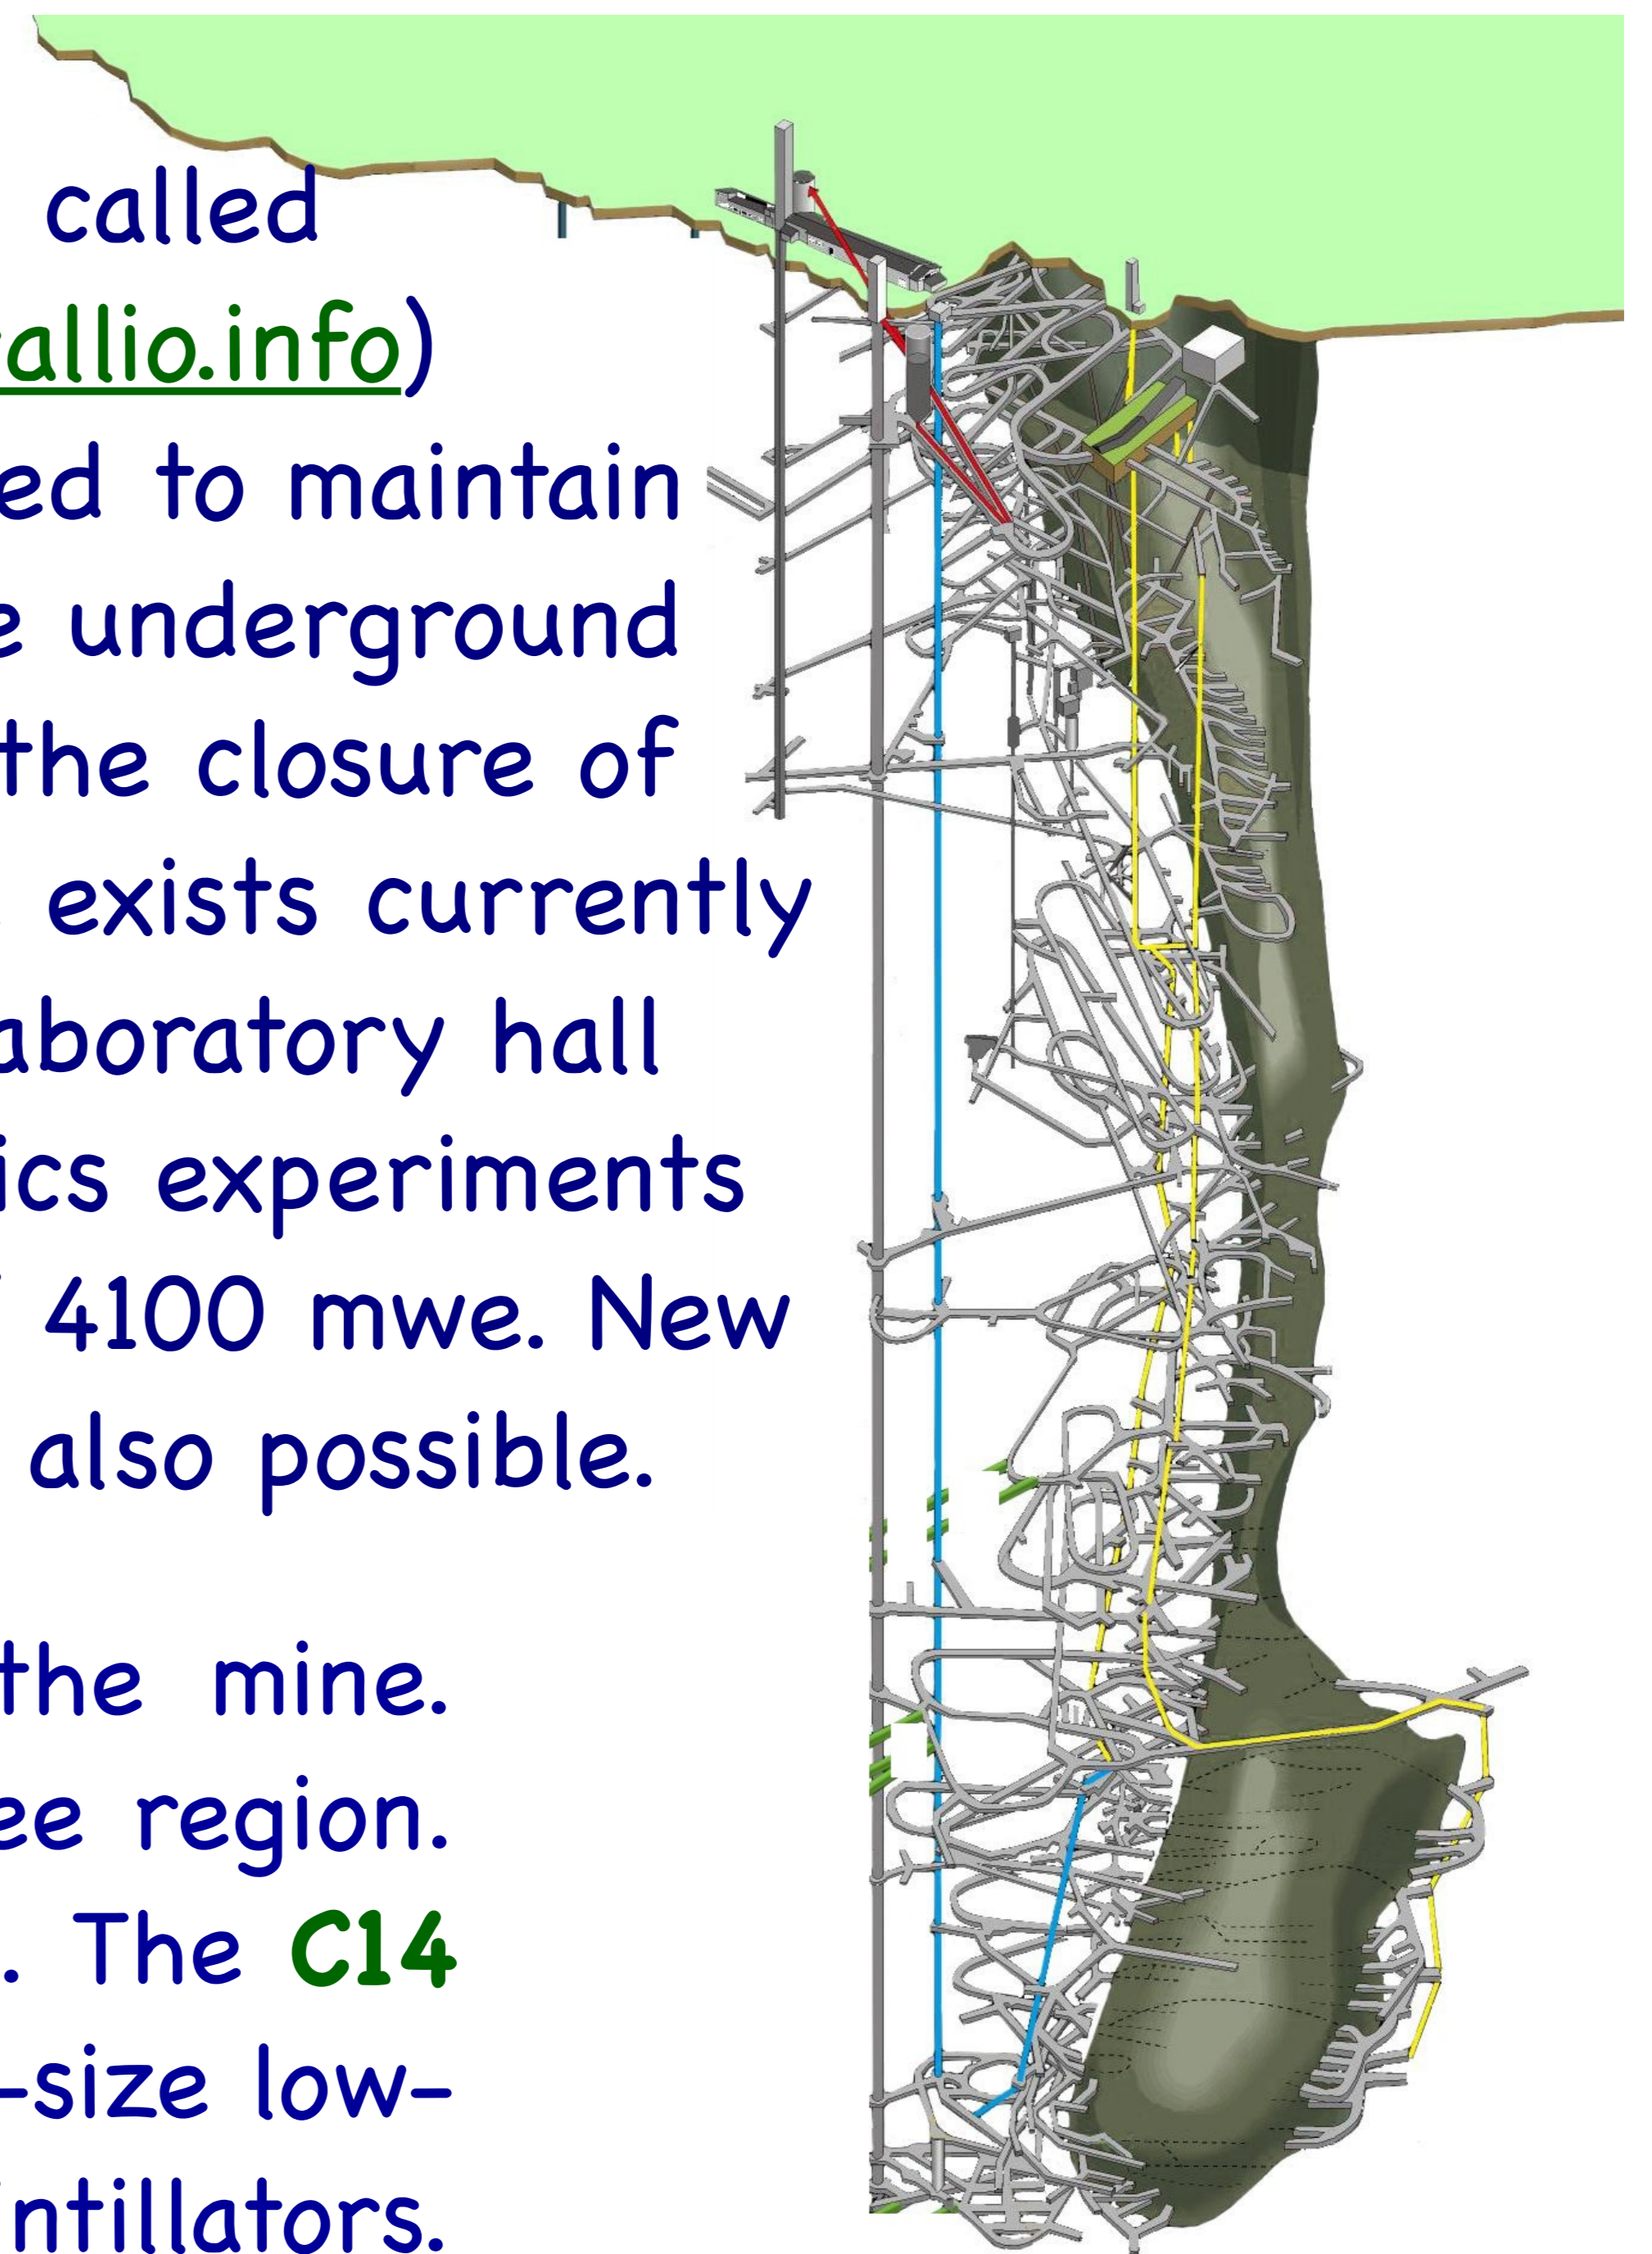 called
allio.info)
ed to maintain
e underground
the closure of
exists currently
aboratory hall
ics experiments
4100 mwe. New
also possible.
the mine.
ee region.
. The C14
-size low-
intillators.